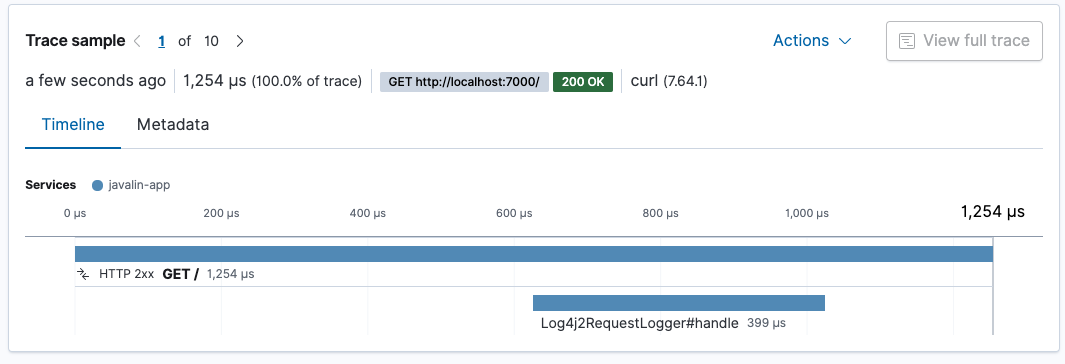 Trace sample 1 of 10 Actions View full trace
a few seconds ago 1,254 μs (100.0% of trace) GET http://localhost:7000/ 200 OK curl (7.64.1)
Timeline Metadata
Services javalin-app
0 μs 200 μs 400 μs 600 μs 800 μs 1,000 μs 1,254 μs
HTTP 2xx GET / 1,254 μs
Log4j2RequestLogger#handle 399 μs